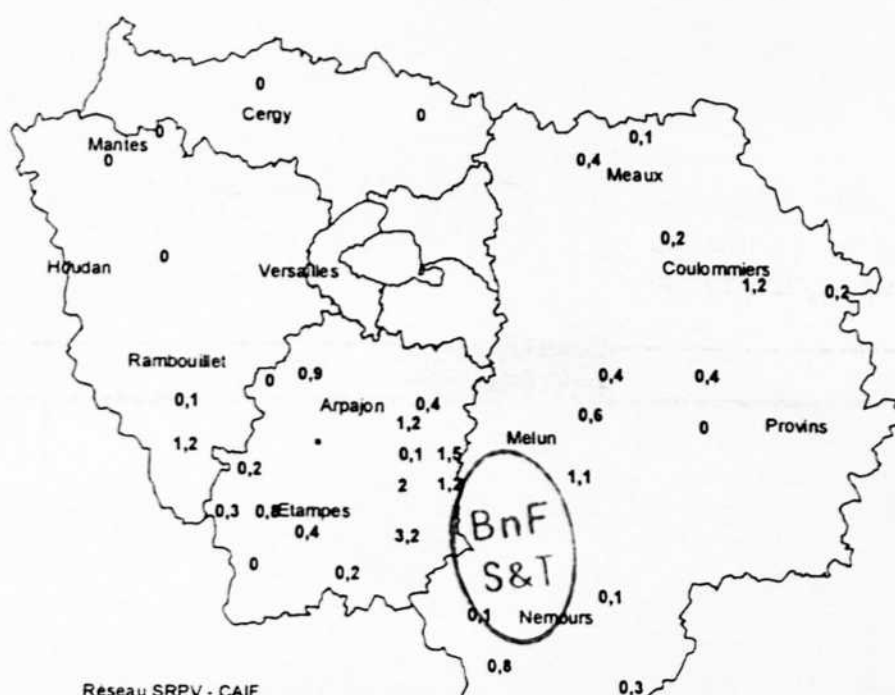 0
Cergy
0
0
Mantes
0
0,1
0,4
Meaux
0,2
0
Houdan
Versailles
Coulommiers
1,2
0,2
Rambouillet
0
0,9
0,4
0,4
0,1
Arpajon
0,4
1,2
0,6
0
Provins
1,2
Melun
0,2
0,1
1,5
2
1,2
1,1
0,3
0,8
Etampes
0,4
3,2
BnF
S&T
0
0,2
0,1
0,1
Nemours
0,8
0,3
Réseau SRPV - CAIF